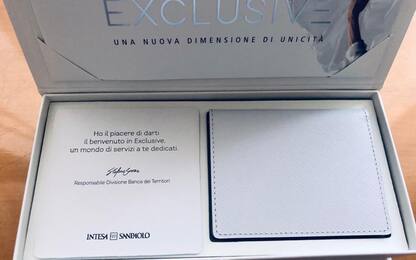 EXCLUSIVE
UNA NUOVA DIMENSIONE DI UNICITÀ
Ho il piacere di darti
il benvenuto in Exclusive,
un mondo di servizi a te dedicati.
Responsabile Divisione Banca dei Territori
INTESA SANPAOLO